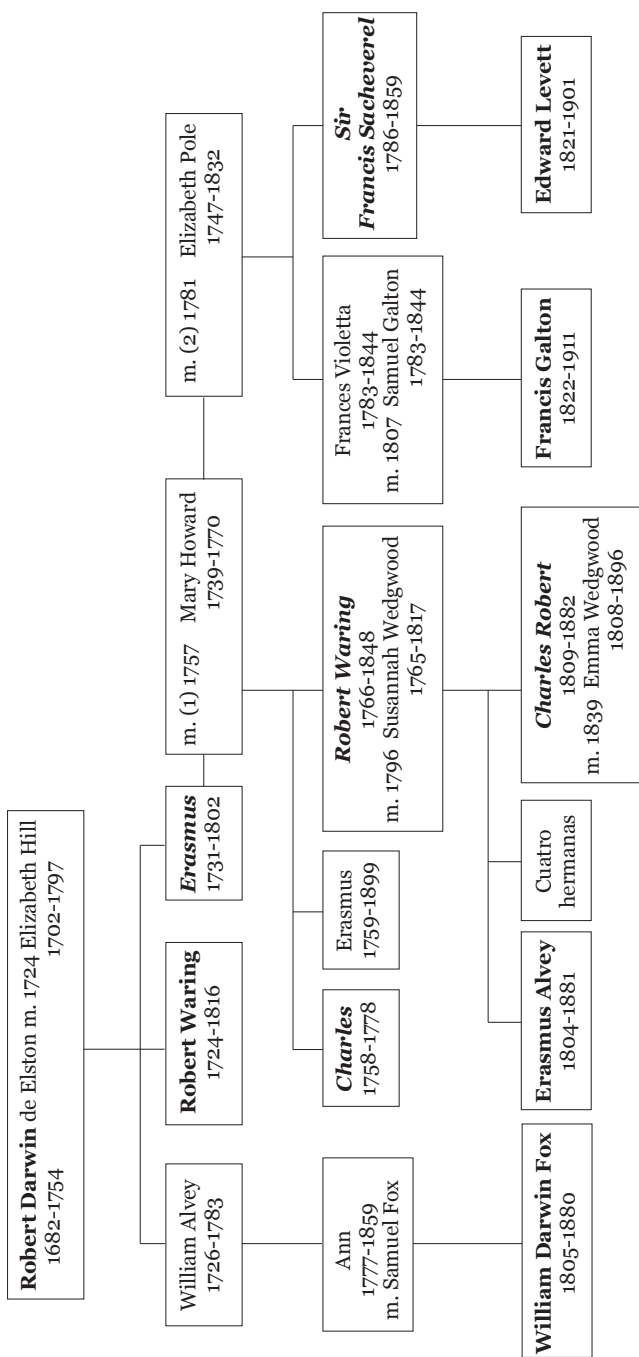 Robert Darwin de Elston m. 1724 Elizabeth Hill
1682-1754 1702-1797
William Alvey
1726-1783
Robert Waring
1724-1816
Erasmus
1731-1802
m. (1) 1757 Mary Howard
1739-1770
m. (2) 1781 Elizabeth Pole
1747-1832
Ann
1777-1859
m. Samuel Fox
Charles
1758-1778
Erasmus
1759-1899
Robert Waring
1766-1848
m. 1796 Susannah Wedgwood
1765-1817
Frances Violetta
1783-1844
m. 1807 Samuel Galton
1783-1844
Sir
Francis Sacheverel
1786-1859
William Darwin Fox
1805-1880
Erasmus Alvey
1804-1881
Cuatro
hermanas
Charles Robert
1809-1882
m. 1839 Emma Wedgwood
1808-1896
Francis Galton
1822-1911
Edward Levett
1821-1901